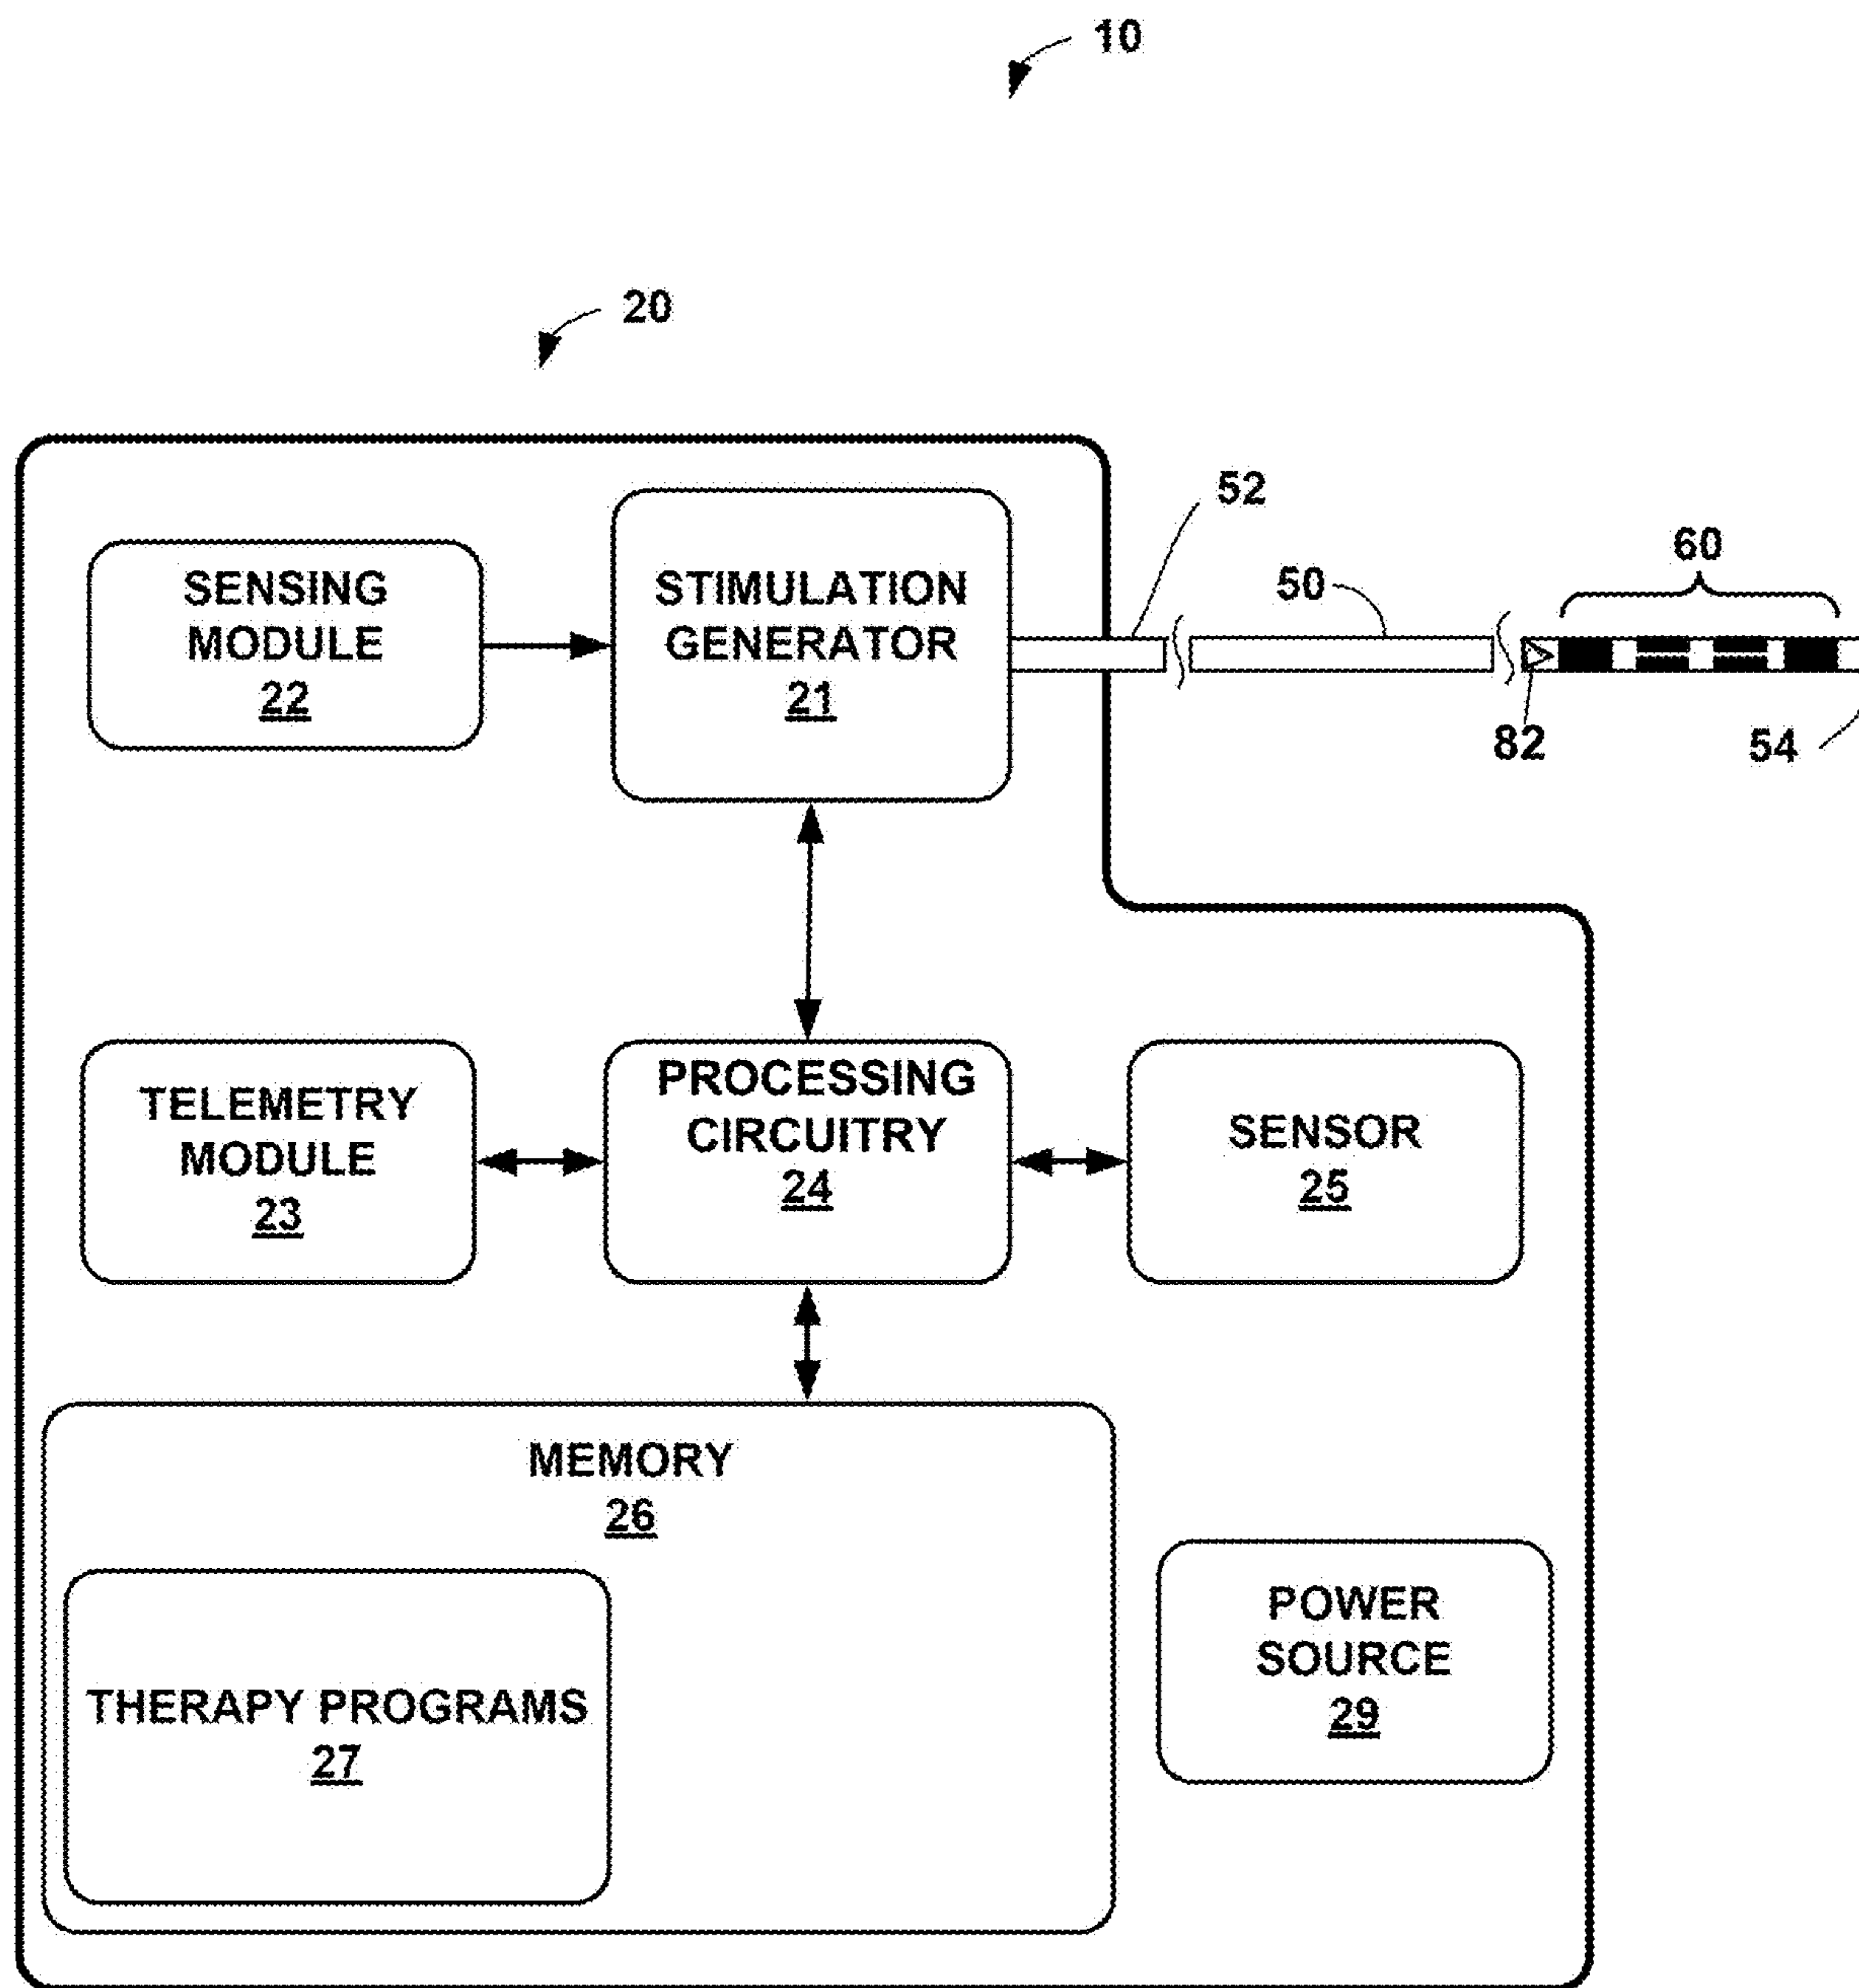 10
20
52
60
50
SENSING
MODULE
22
STIMULATION
GENERATOR
21
82
54
TELEMETRY
MODULE
23
PROCESSING
CIRCUITRY
24
SENSOR
25
MEMORY
26
THERAPY PROGRAMS
27
POWER
SOURCE
29